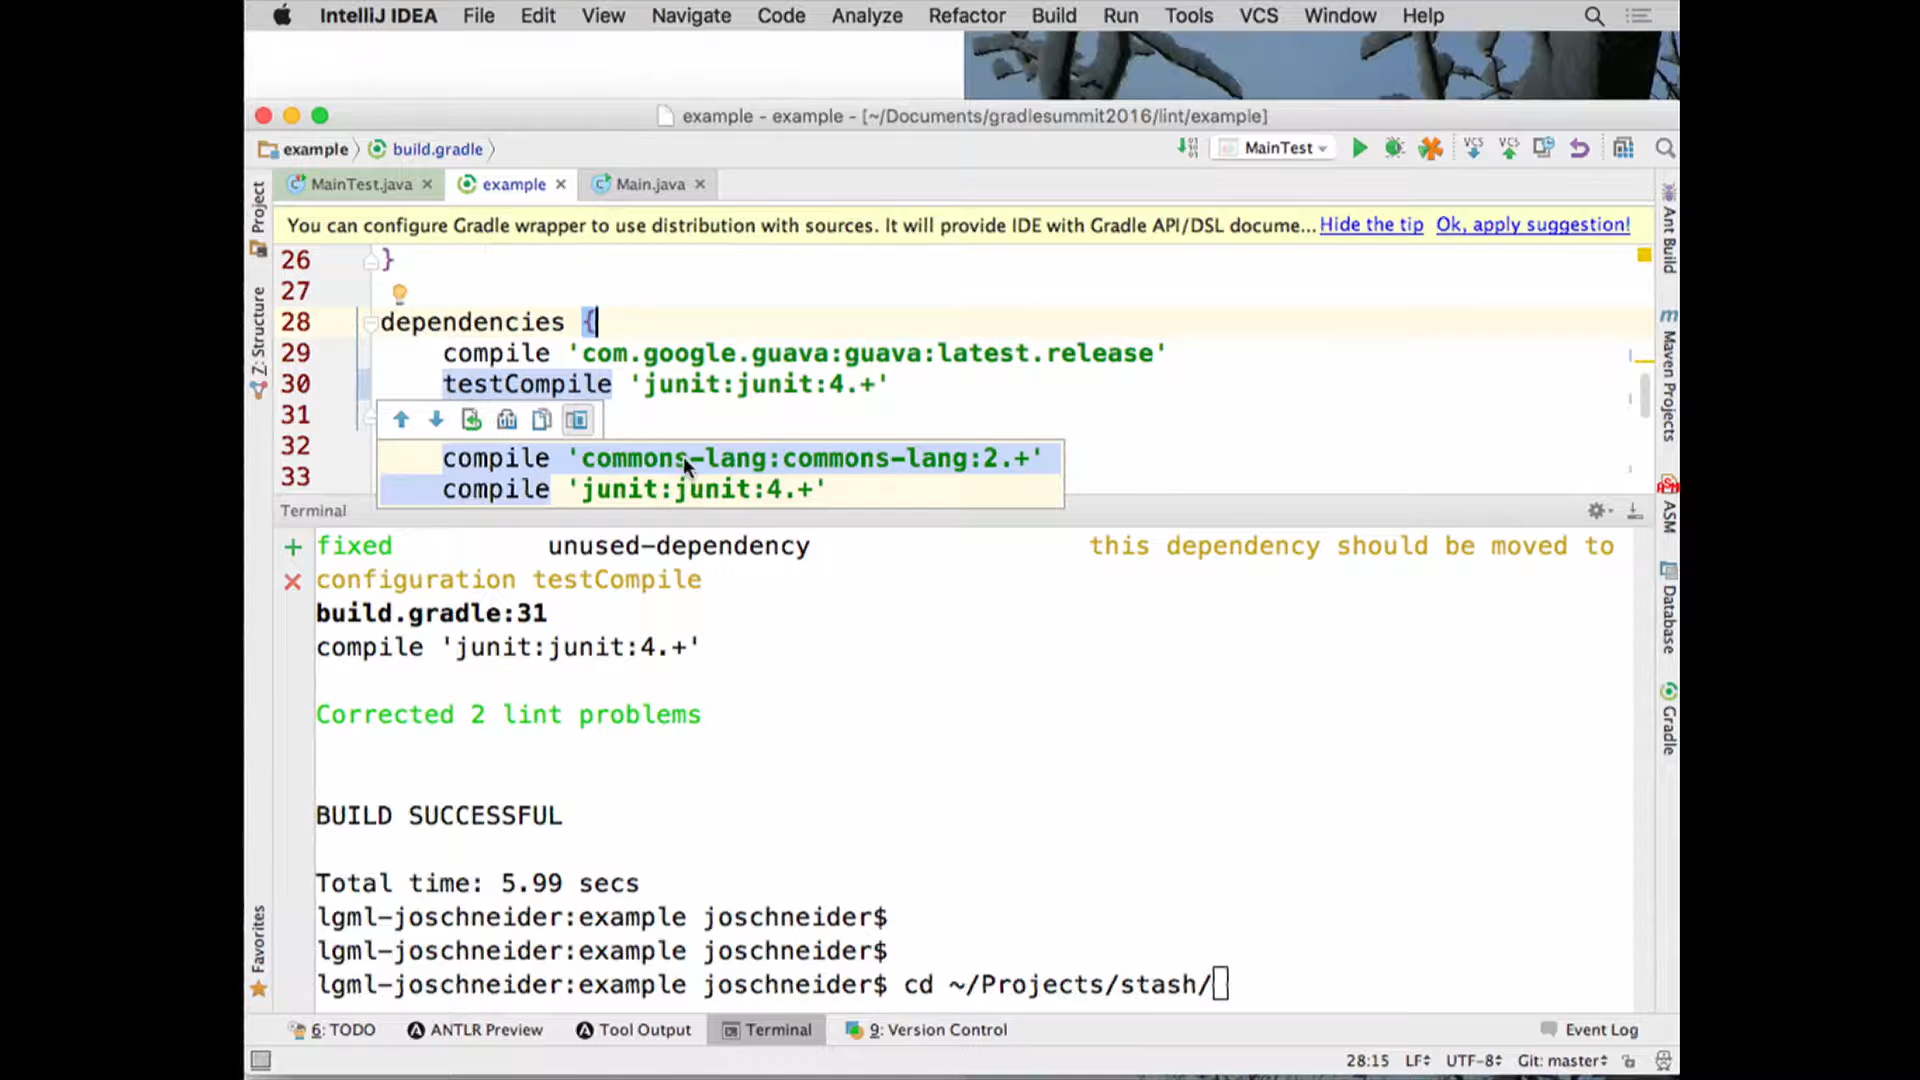 IntelliJ IDEA File Edit View Navigate Code Analyze Refactor Build Run Tools VCS Window Help
example - example - [~/Documents/gradlesummit2016/lint/example]
example build.gradle
MainTest VCS VCS
MainTest.java example Main.java
You can configure Gradle wrapper to use distribution with sources. It will provide IDE with Gradle API/DSL docume... Hide the tip Ok, apply suggestion!
26 }
27
28 dependencies {
29 compile 'com.google.guava:guava:latest.release'
30 testCompile 'junit:junit:4.+'
31
32
33
compile 'commons-lang:commons-lang:2.+'
compile 'junit:junit:4.+'
Terminal
fixed unused-dependency this dependency should be moved to
configuration testCompile
build.gradle:31
compile 'junit:junit:4.+'
Corrected 2 lint problems
BUILD SUCCESSFUL
Total time: 5.99 secs
lgml-joschneider:example joschneider$
lgml-joschneider:example joschneider$
lgml-joschneider:example joschneider$ cd ~/Projects/stash/
Project
Z: Structure
Favorites
Ant Build
Maven Projects
ASM
Database
Gradle
6: TODO ANTLR Preview Tool Output Terminal 9: Version Control Event Log
28:15 LF UTF-8 Git: master